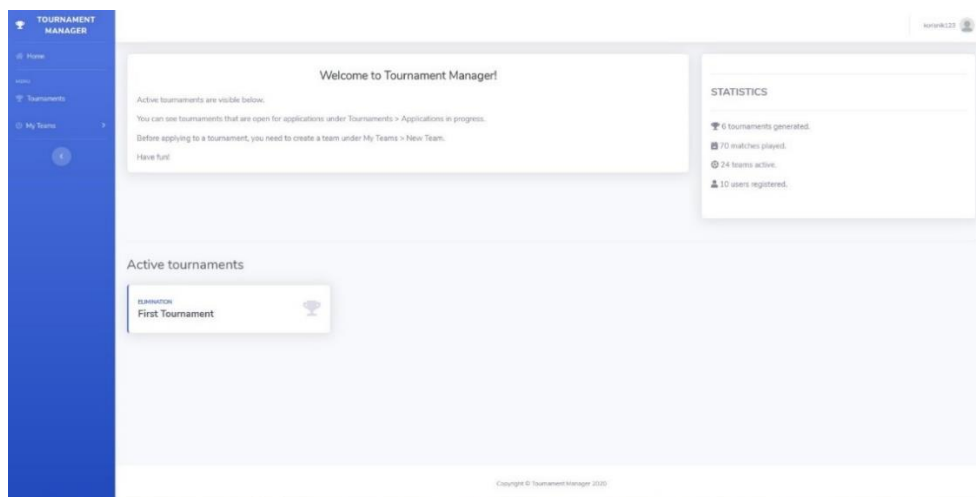 TOURNAMENT
MANAGER
Home
MENU
Tournaments
My Teams
Welcome to Tournament Manager!
Active tournaments are visible below.
You can see tournaments that are open for applications under Tournaments > Applications in progress.
Before applying to a tournament, you need to create a team under My Teams > New Team.
Have fun!
STATISTICS
6 tournaments generated.
70 matches played.
24 teams active.
10 users registered.
Active tournaments
ELIMINATION
First Tournament
Copyright © Tournament Manager 2020